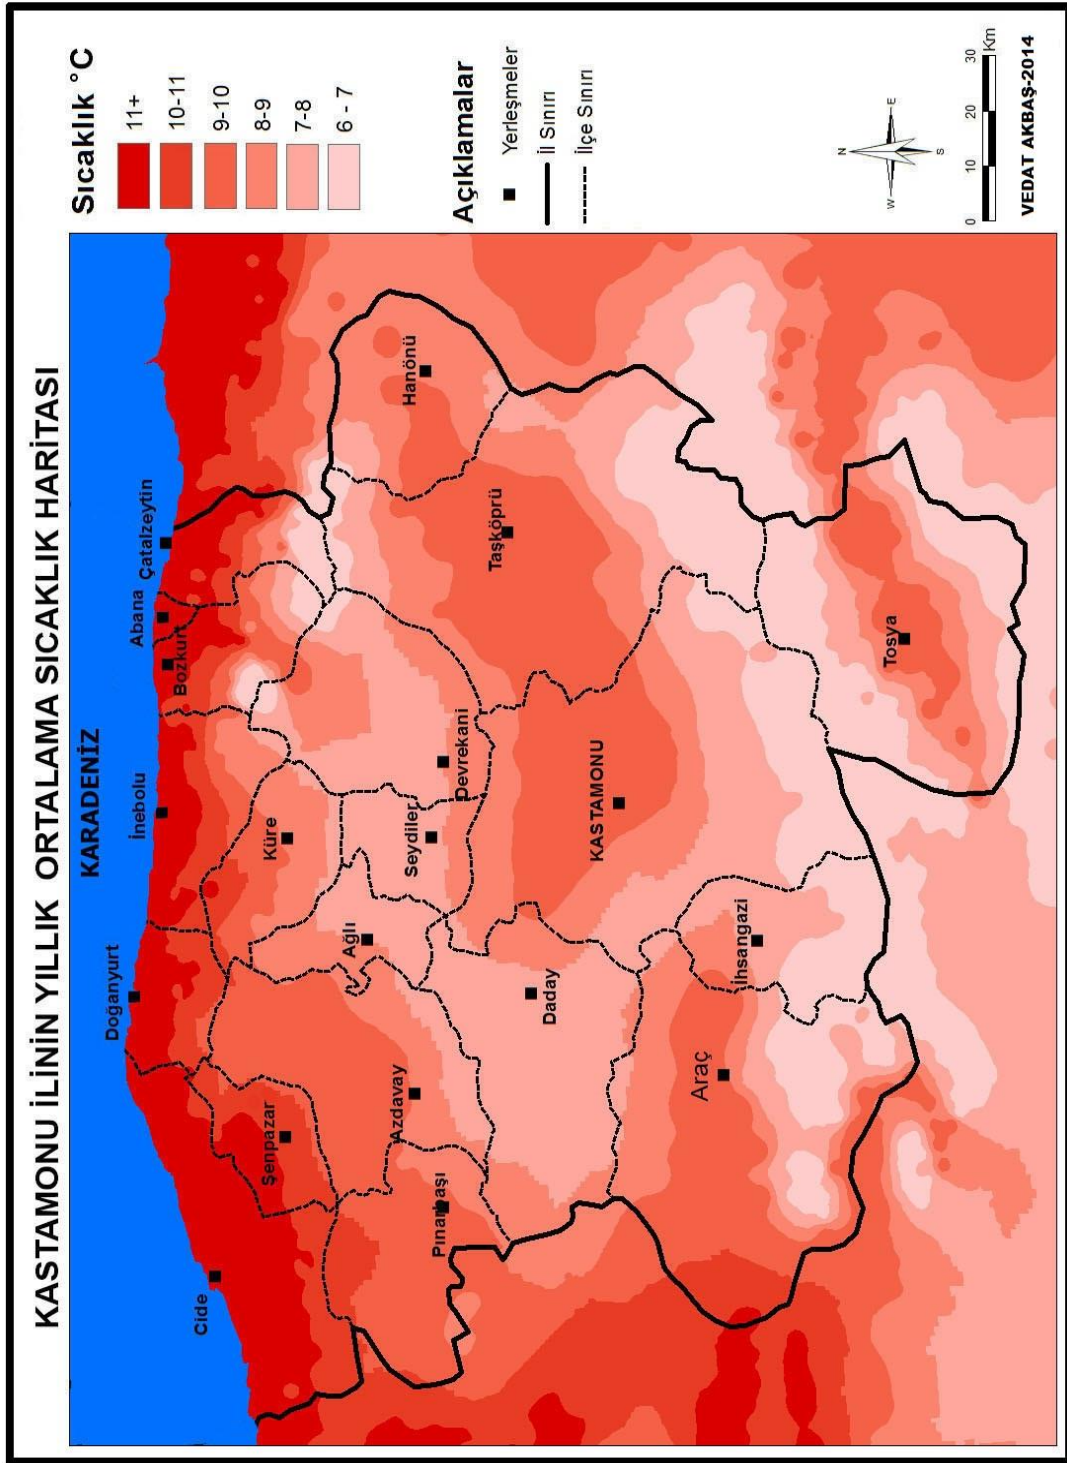 KASTAMONU İLİNİN YILLIK ORTALAMA SICAKLIK HARİTASI
KARADENİZ
Doğanyurt
İnebolu
Abana
Çatalzeytin
Bozkurt
Cide
Şenpazar
Küre
Ağlı
Hanönü
Azdavay
Seydiler
Devrekani
Pınarbaşı
Taşköprü
Daday
KASTAMONU
Araç
İhsangazi
Tosya
Sıcaklık °C
11+
10-11
9-10
8-9
7-8
6 - 7
Açıklamalar
Yerleşmeler
İl Sınırı
İlçe Sınırı
N
W
E
S
0 10 20 30
Km
VEDAT AKBAŞ-2014